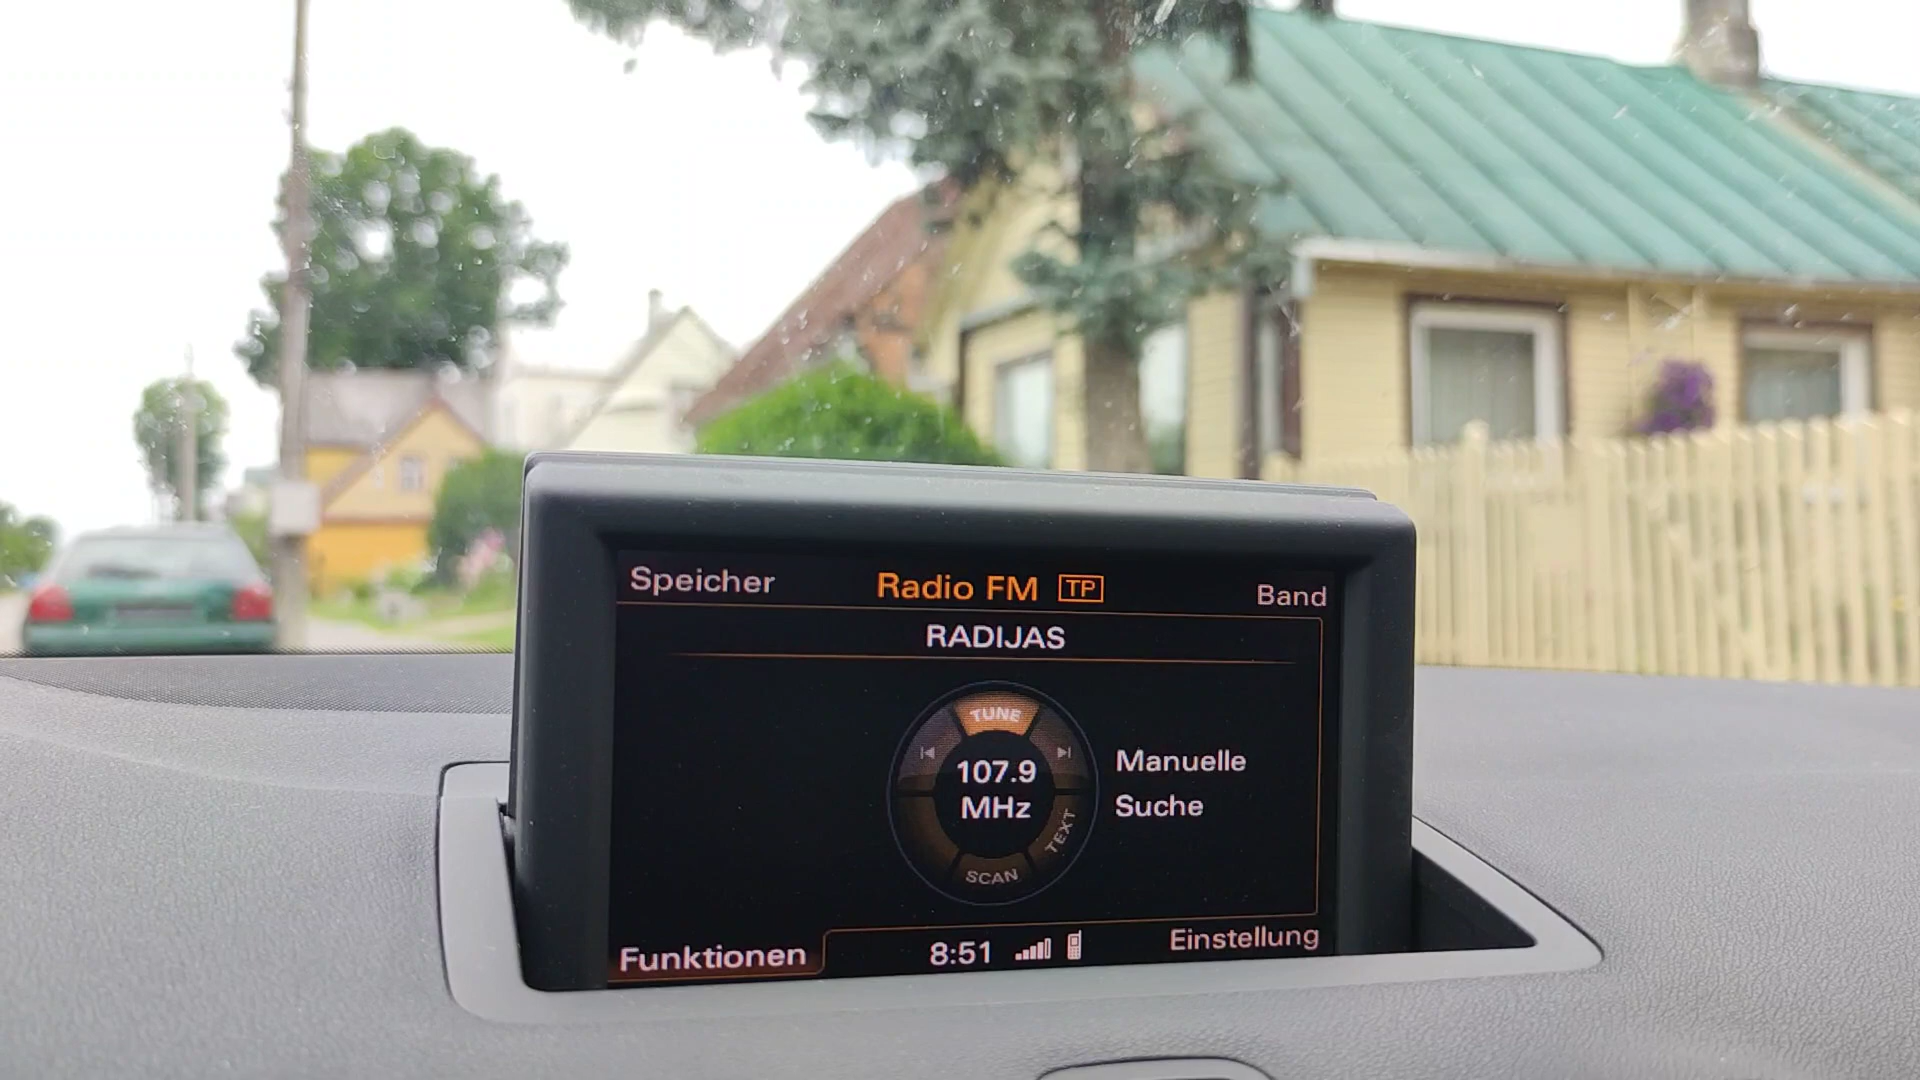 Speicher
Radio FM TP
Band
RADIJAS
TUNE
107.9
MHz
Manuelle
Suche
TEXT
SCAN
Funktionen
8:51
Einstellung